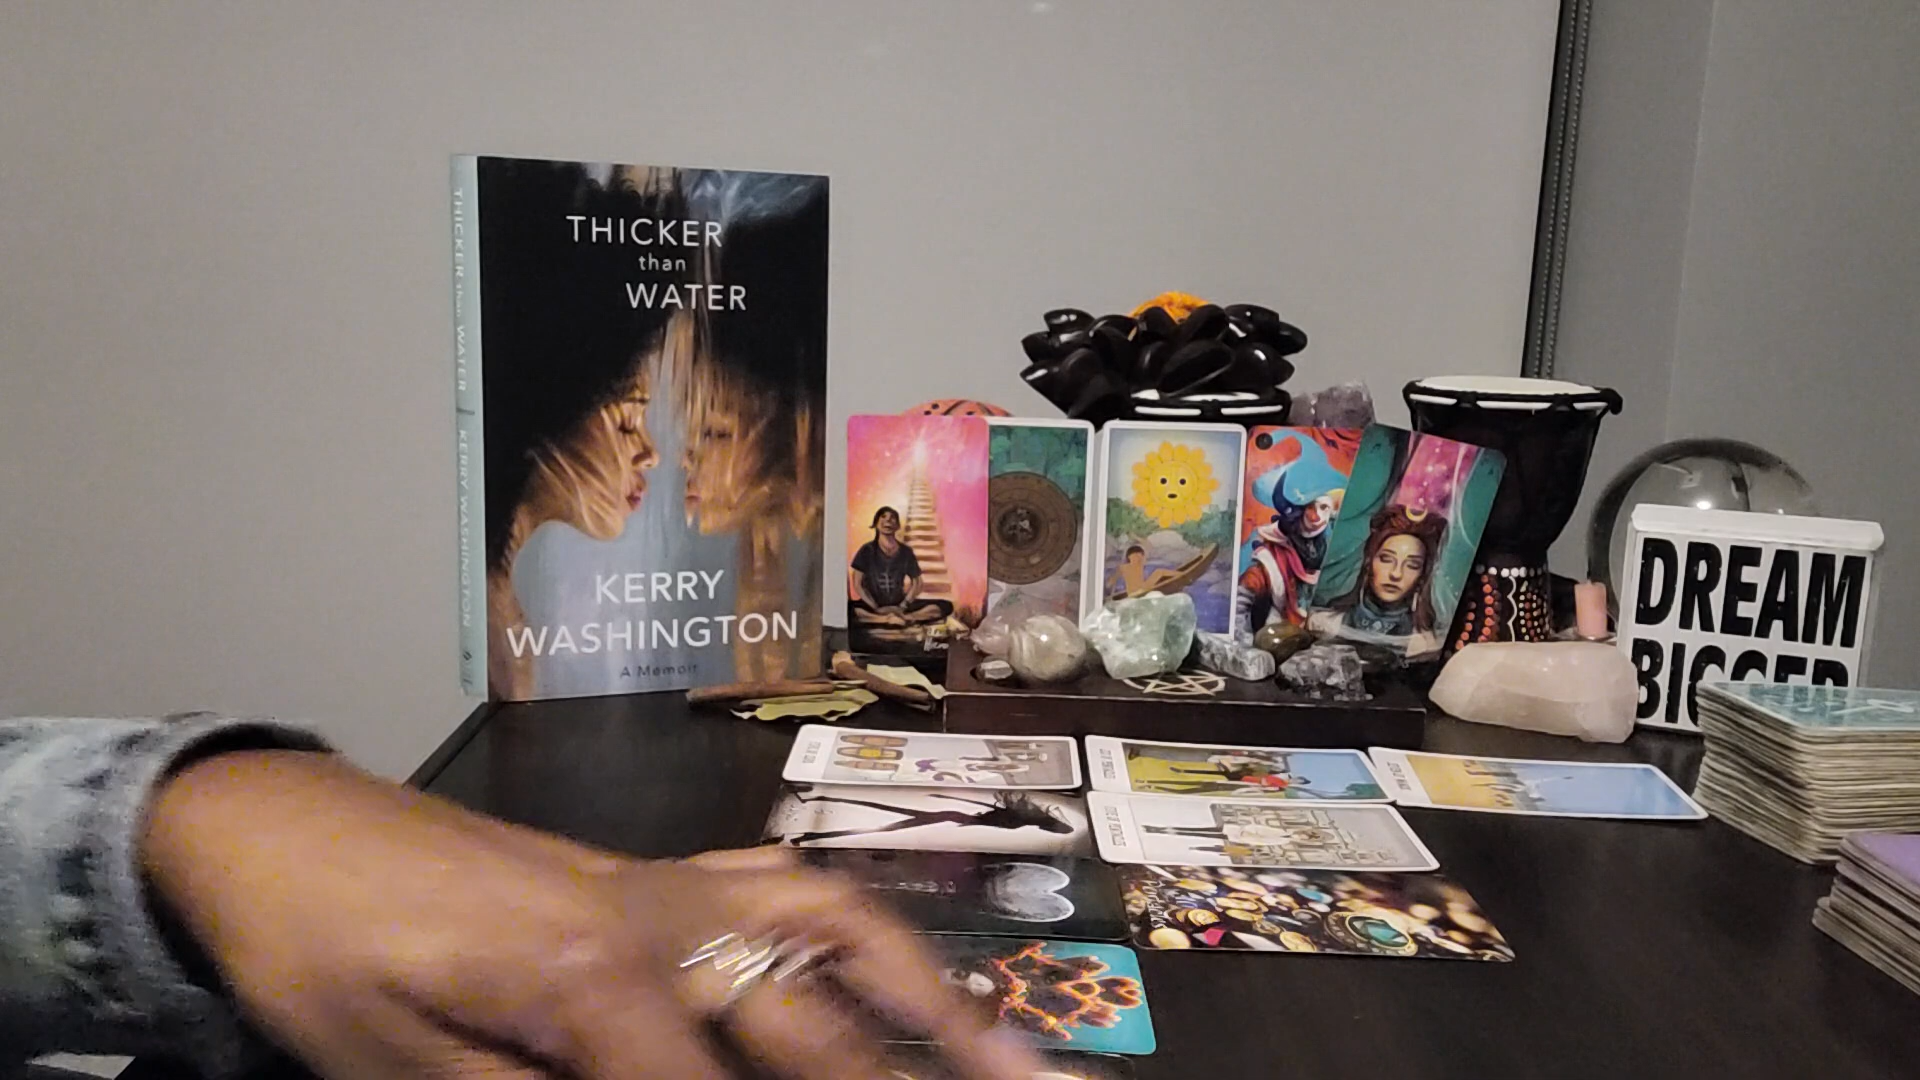 THICKER
than
WATER
KERRY
WASHINGTON
A Memoir
THICKER than WATER KERRY WASHINGTON
DREAM
BIGGER